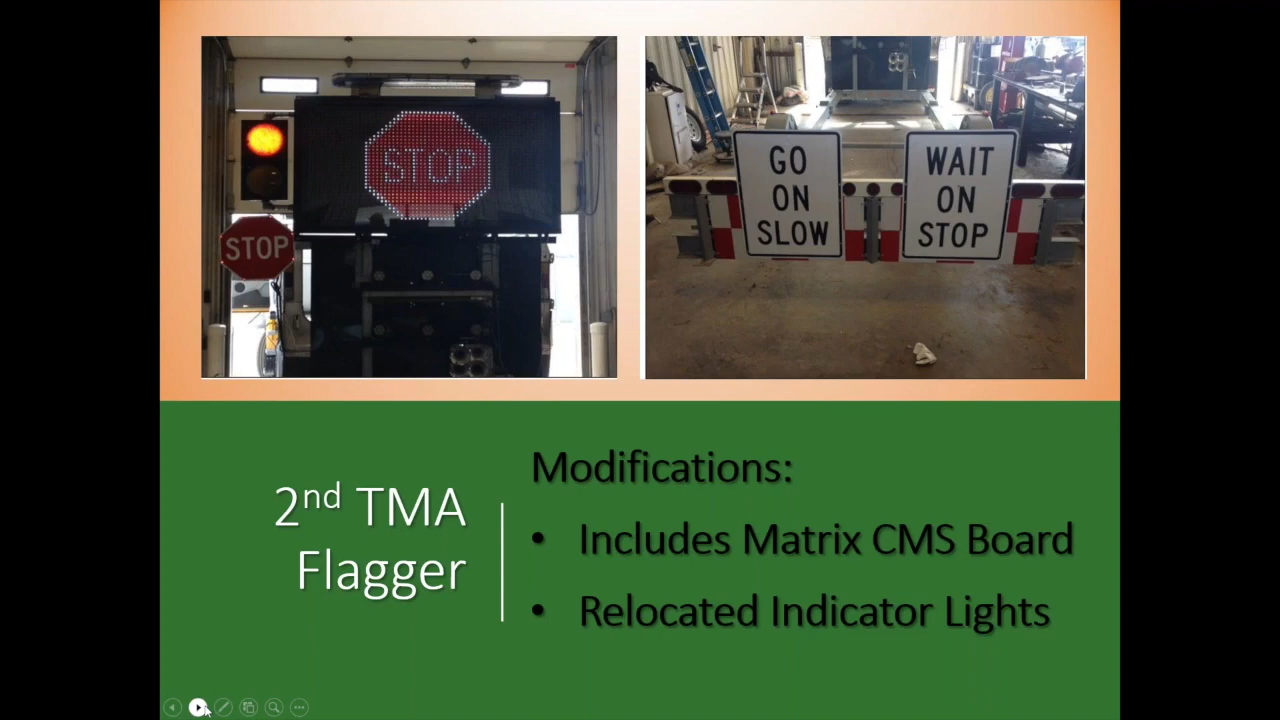 STOP
STOP
GO
ON
SLOW
WAIT
ON
STOP
2nd TMA
Flagger
Modifications:
• Includes Matrix CMS Board
• Relocated Indicator Lights